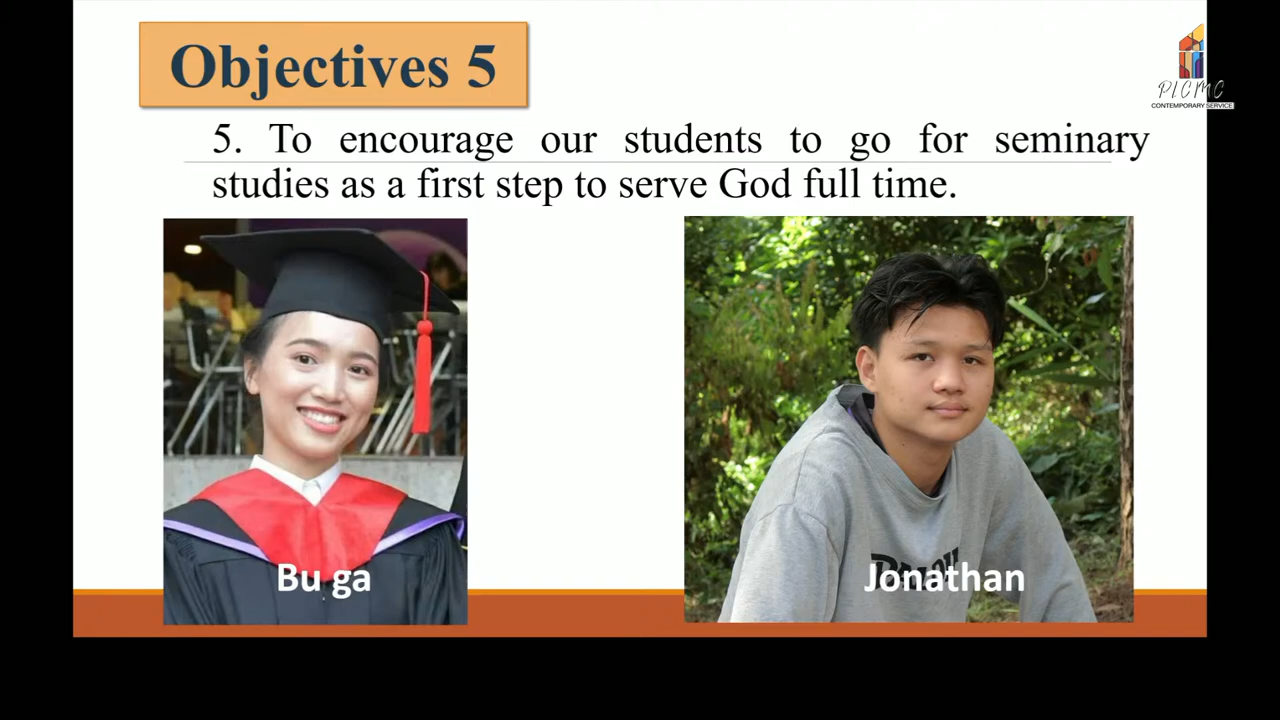 Objectives 5
PLCMC
CONTEMPORARY SERVICE
5. To encourage our students to go for seminary
studies as a first step to serve God full time.
Bu ga
Jonathan